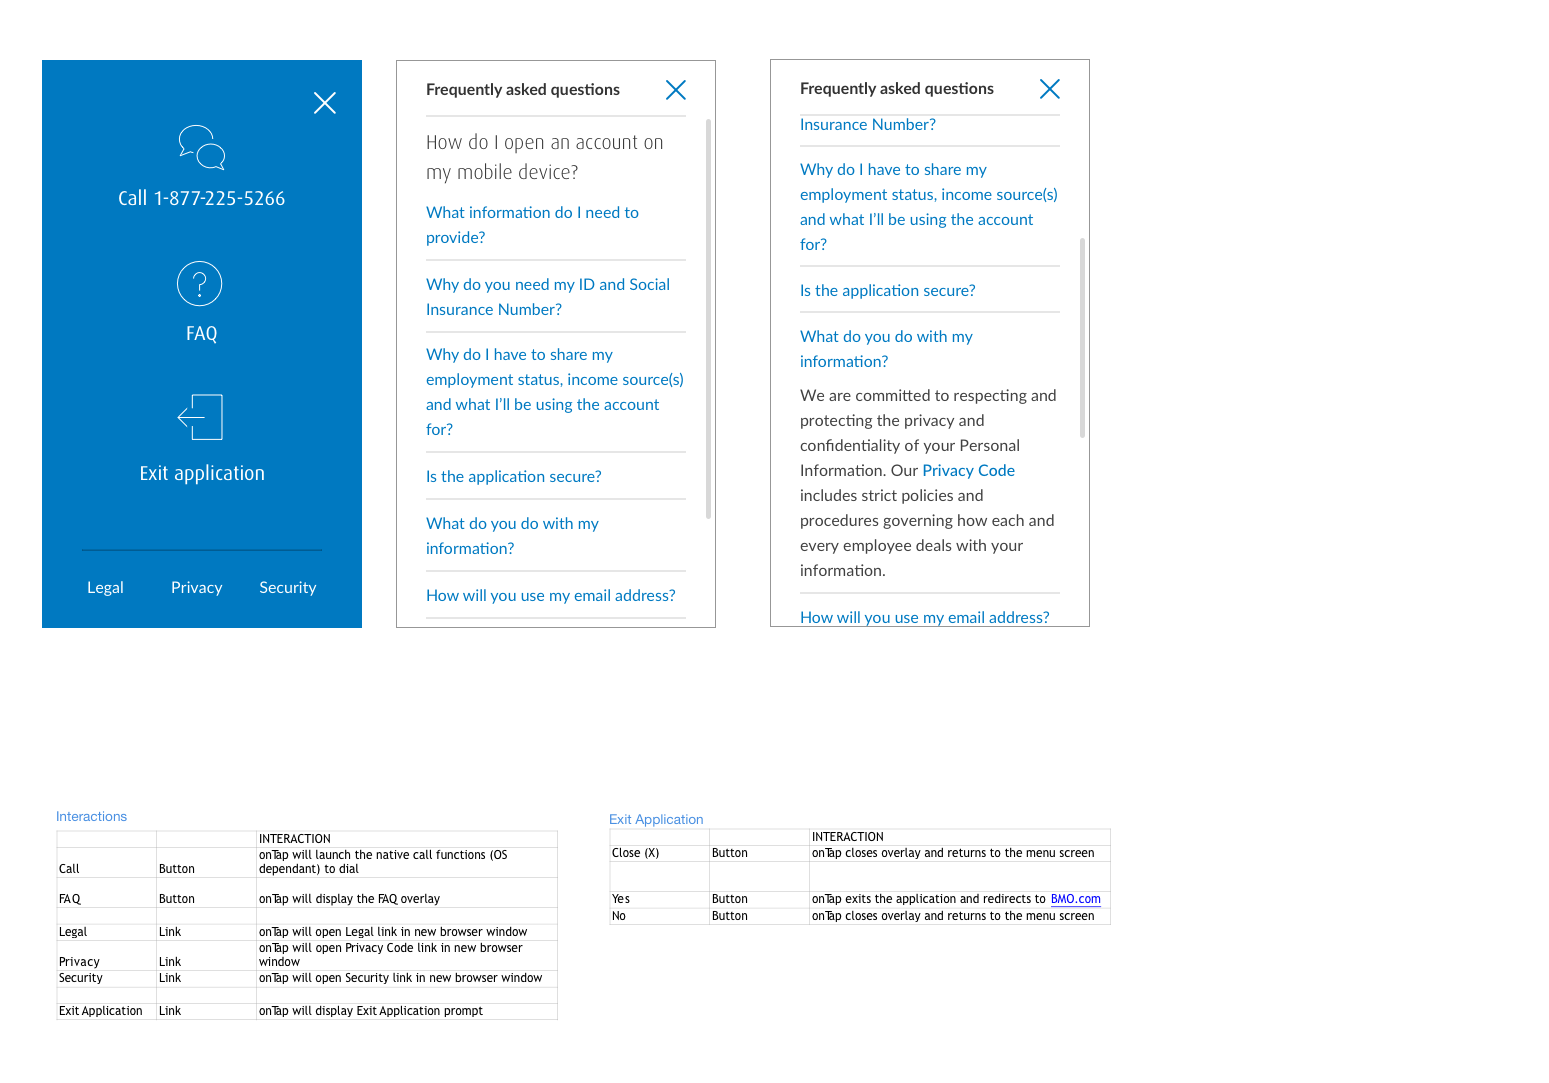 Call 1-877-225-5266
FAQ
Exit application
Legal Privacy Security
Frequently asked questions
How do I open an account on
my mobile device?
What information do I need to
provide?
Why do you need my ID and Social
Insurance Number?
Why do I have to share my
employment status, income source(s)
and what I'll be using the account
for?
Is the application secure?
What do you do with my
information?
How will you use my email address?
Frequently asked questions
Insurance Number?
Why do I have to share my
employment status, income source(s)
and what I'll be using the account
for?
Is the application secure?
What do you do with my
information?
We are committed to respecting and
protecting the privacy and
confidentiality of your Personal
Information. Our Privacy Code
includes strict policies and
procedures governing how each and
every employee deals with your
information.
How will you use my email address?
Interactions
INTERACTION
onTap will launch the native call functions (OS
Call Button dependant) to dial
FAQ Button onTap will display the FAQ overlay
Legal Link onTap will open Legal link in new browser window
onTap will open Privacy Code link in new browser
Privacy Link window
Security Link onTap will open Security link in new browser window
Exit Application Link onTap will display Exit Application prompt
Exit Application
INTERACTION
Close (X) Button onTap closes overlay and returns to the menu screen
Yes Button onTap exits the application and redirects to BMO.com
No Button onTap closes overlay and returns to the menu screen